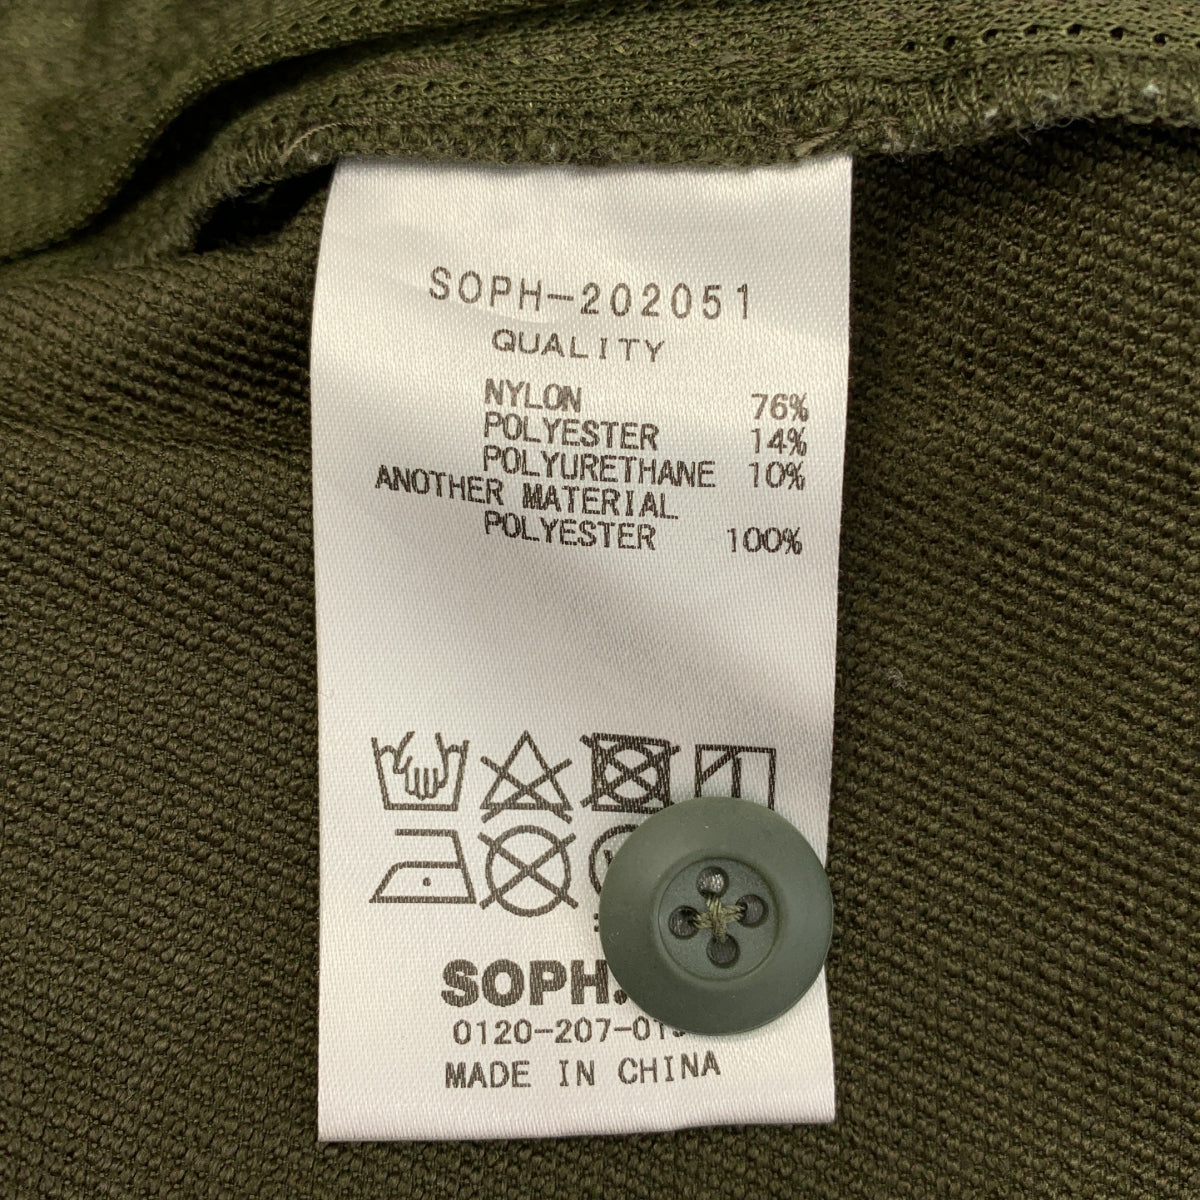 SOPH-202051
QUALITY
NYLON 76%
POLYESTER 14%
POLYURETHANE 10%
ANOTHER MATERIAL
POLYESTER 100%
SOPH.
MADE IN CHINA